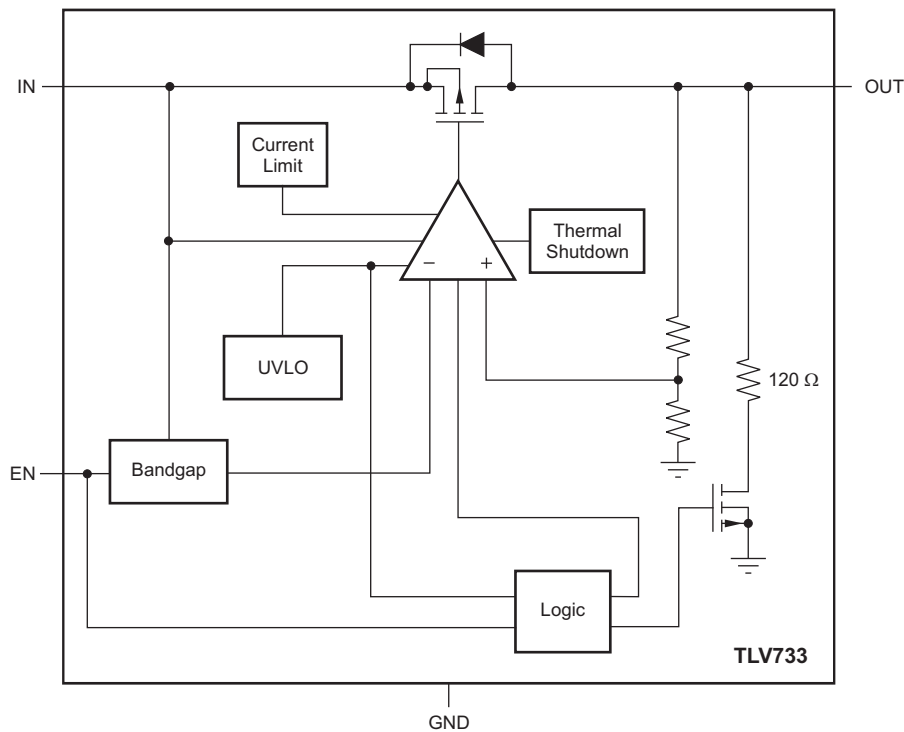 IN
OUT
Current
Limit
Thermal
Shutdown
−
+
UVLO
120 Ω
EN
Bandgap
Logic
TLV733
GND